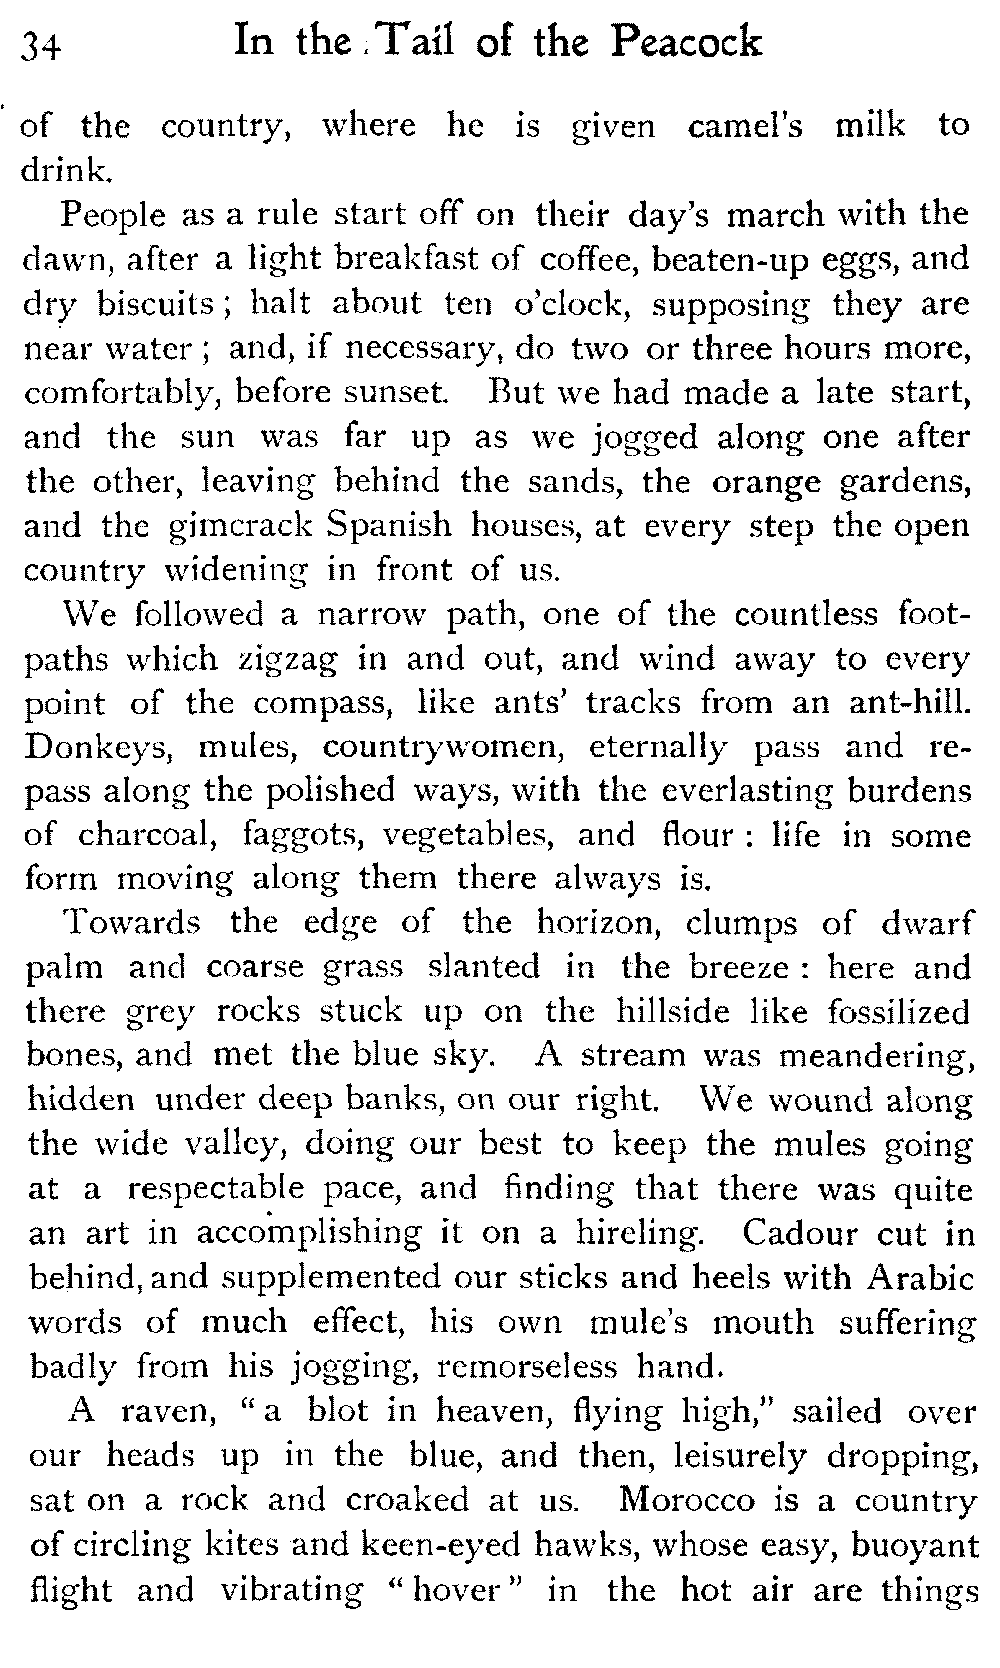 34 In the Tail of the Peacock
of the country, where he is given camel's milk to
drink.
People as a rule start off on their day's march with the
dawn, after a light breakfast of coffee, beaten-up eggs, and
dry biscuits; halt about ten o'clock, supposing they are
near water; and, if necessary, do two or three hours more,
comfortably, before sunset. But we had made a late start,
and the sun was far up as we jogged along one after
the other, leaving behind the sands, the orange gardens,
and the gimcrack Spanish houses, at every step the open
country widening in front of us.
We followed a narrow path, one of the countless foot-
paths which zigzag in and out, and wind away to every
point of the compass, like ants' tracks from an ant-hill.
Donkeys, mules, countrywomen, eternally pass and re-
pass along the polished ways, with the everlasting burdens
of charcoal, faggots, vegetables, and flour: life in some
form moving along them there always is.
Towards the edge of the horizon, clumps of dwarf
palm and coarse grass slanted in the breeze: here and
there grey rocks stuck up on the hillside like fossilized
bones, and met the blue sky. A stream was meandering,
hidden under deep banks, on our right. We wound along
the wide valley, doing our best to keep the mules going
at a respectable pace, and finding that there was quite
an art in accomplishing it on a hireling. Cadour cut in
behind, and supplemented our sticks and heels with Arabic
words of much effect, his own mule's mouth suffering
badly from his jogging, remorseless hand.
A raven, "a blot in heaven, flying high," sailed over
our heads up in the blue, and then, leisurely dropping,
sat on a rock and croaked at us. Morocco is a country
of circling kites and keen-eyed hawks, whose easy, buoyant
flight and vibrating "hover" in the hot air are things